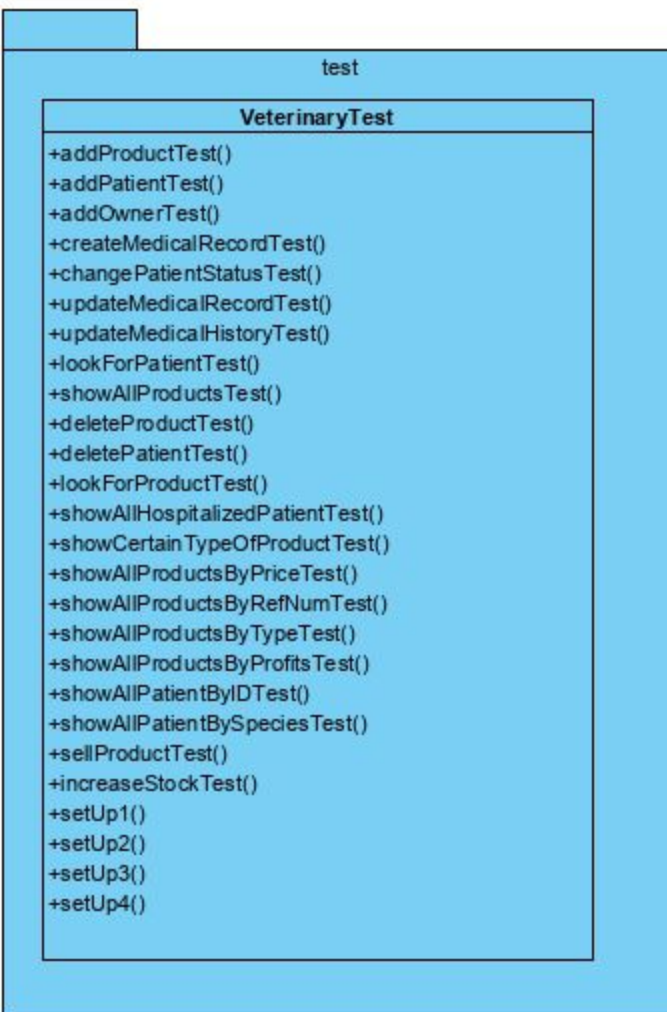 test
VeterinaryTest
+addProductTest()
+addPatientTest()
+addOwnerTest()
+createMedicalRecordTest()
+changePatientStatusTest()
+updateMedicalRecordTest()
+updateMedicalHistoryTest()
+lookForPatientTest()
+showAllProductsTest()
+deleteProductTest()
+deletePatientTest()
+lookForProductTest()
+showAllHospitalizedPatientTest()
+showCertainTypeOfProductTest()
+showAllProductsByPriceTest()
+showAllProductsByRefNumTest()
+showAllProductsByTypeTest()
+showAllProductsByProfitsTest()
+showAllPatientByIDTest()
+showAllPatientBySpeciesTest()
+sellProductTest()
+increaseStockTest()
+setUp1()
+setUp2()
+setUp3()
+setUp4()